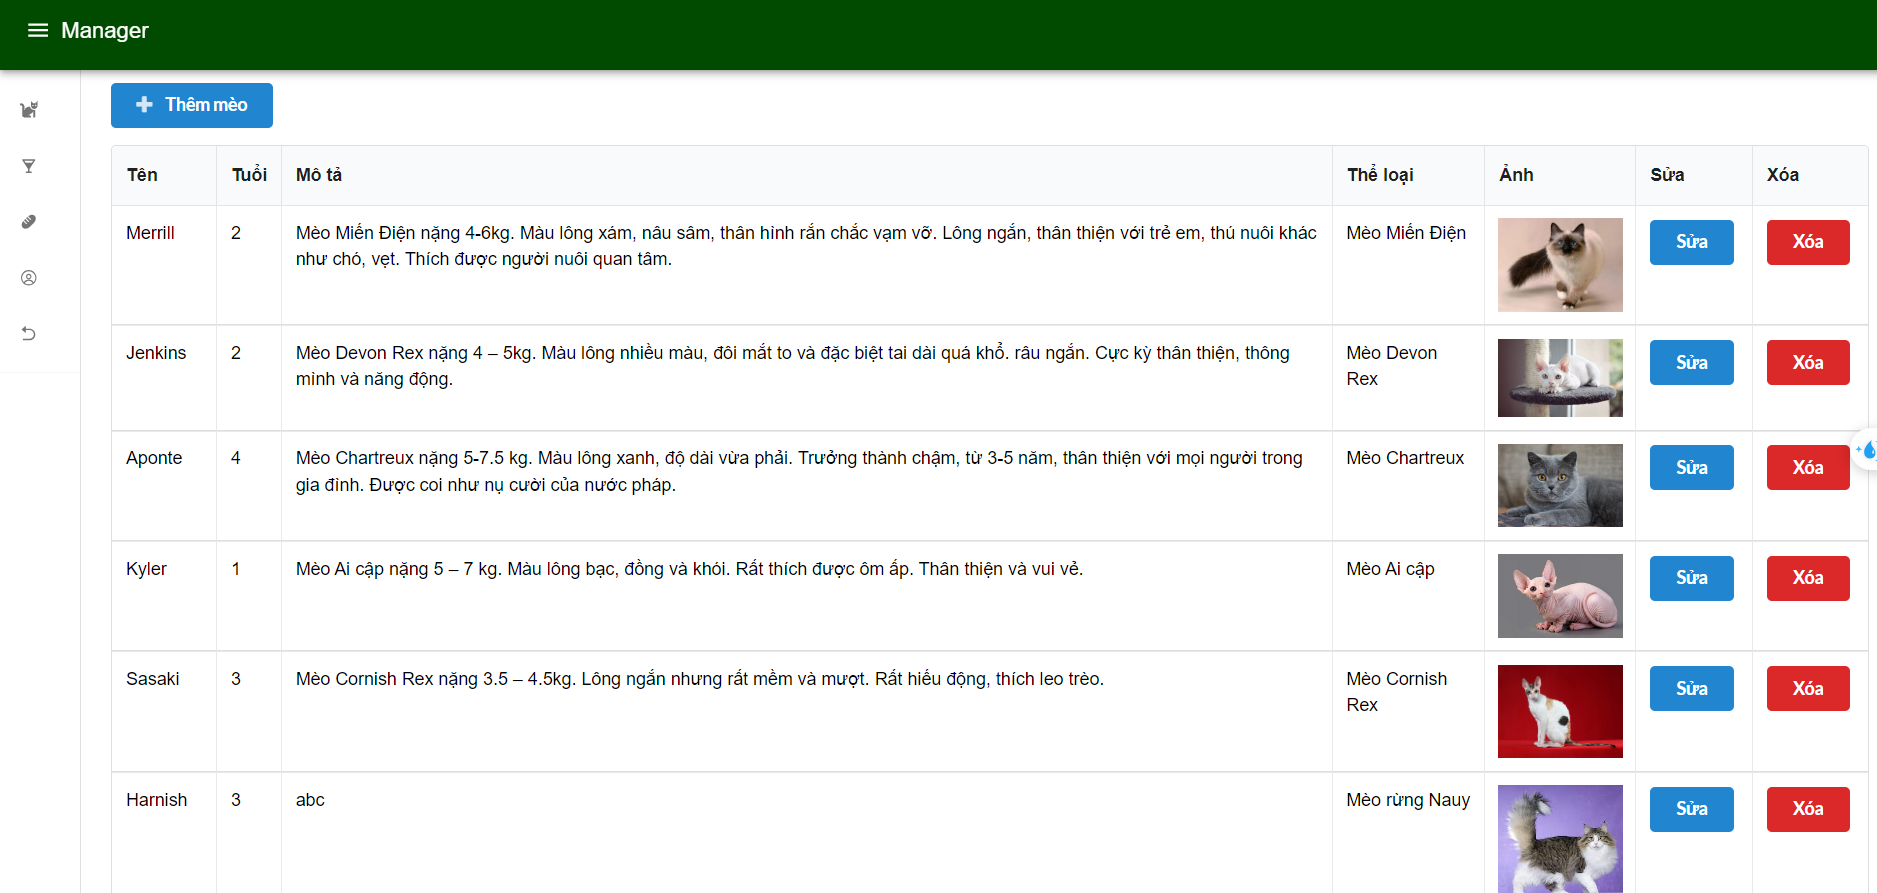 Manager
Thêm mèo
Tên Tuổi Mô tả Thể loại Ảnh Sửa Xóa
Merrill 2 Mèo Miến Điện nặng 4-6kg. Màu lông xám, nâu sâm, thân hình rắn chắc vạm vỡ. Lông ngắn, thân thiện với trẻ em, thú nuôi khác Mèo Miến Điện Sửa Xóa
như chó, vẹt. Thích được người nuôi quan tâm.
Jenkins 2 Mèo Devon Rex nặng 4 – 5kg. Màu lông nhiều màu, đôi mắt to và đặc biệt tai dài quá khổ. râu ngắn. Cực kỳ thân thiện, thông Mèo Devon Sửa Xóa
minh và năng động. Rex
Aponte 4 Mèo Chartreux nặng 5-7.5 kg. Màu lông xanh, độ dài vừa phải. Trưởng thành chậm, từ 3-5 năm, thân thiện với mọi người trong Mèo Chartreux Sửa Xóa
gia đình. Được coi như nụ cười của nước pháp.
Kyler 1 Mèo Ai cập nặng 5 – 7 kg. Màu lông bạc, đồng và khói. Rất thích được ôm ấp. Thân thiện và vui vẻ. Mèo Ai cập Sửa Xóa
Sasaki 3 Mèo Cornish Rex nặng 3.5 – 4.5kg. Lông ngắn nhưng rất mềm và mượt. Rất hiếu động, thích leo trèo. Mèo Cornish Sửa Xóa
Rex
Harnish 3 abc Mèo rừng Nauy Sửa Xóa